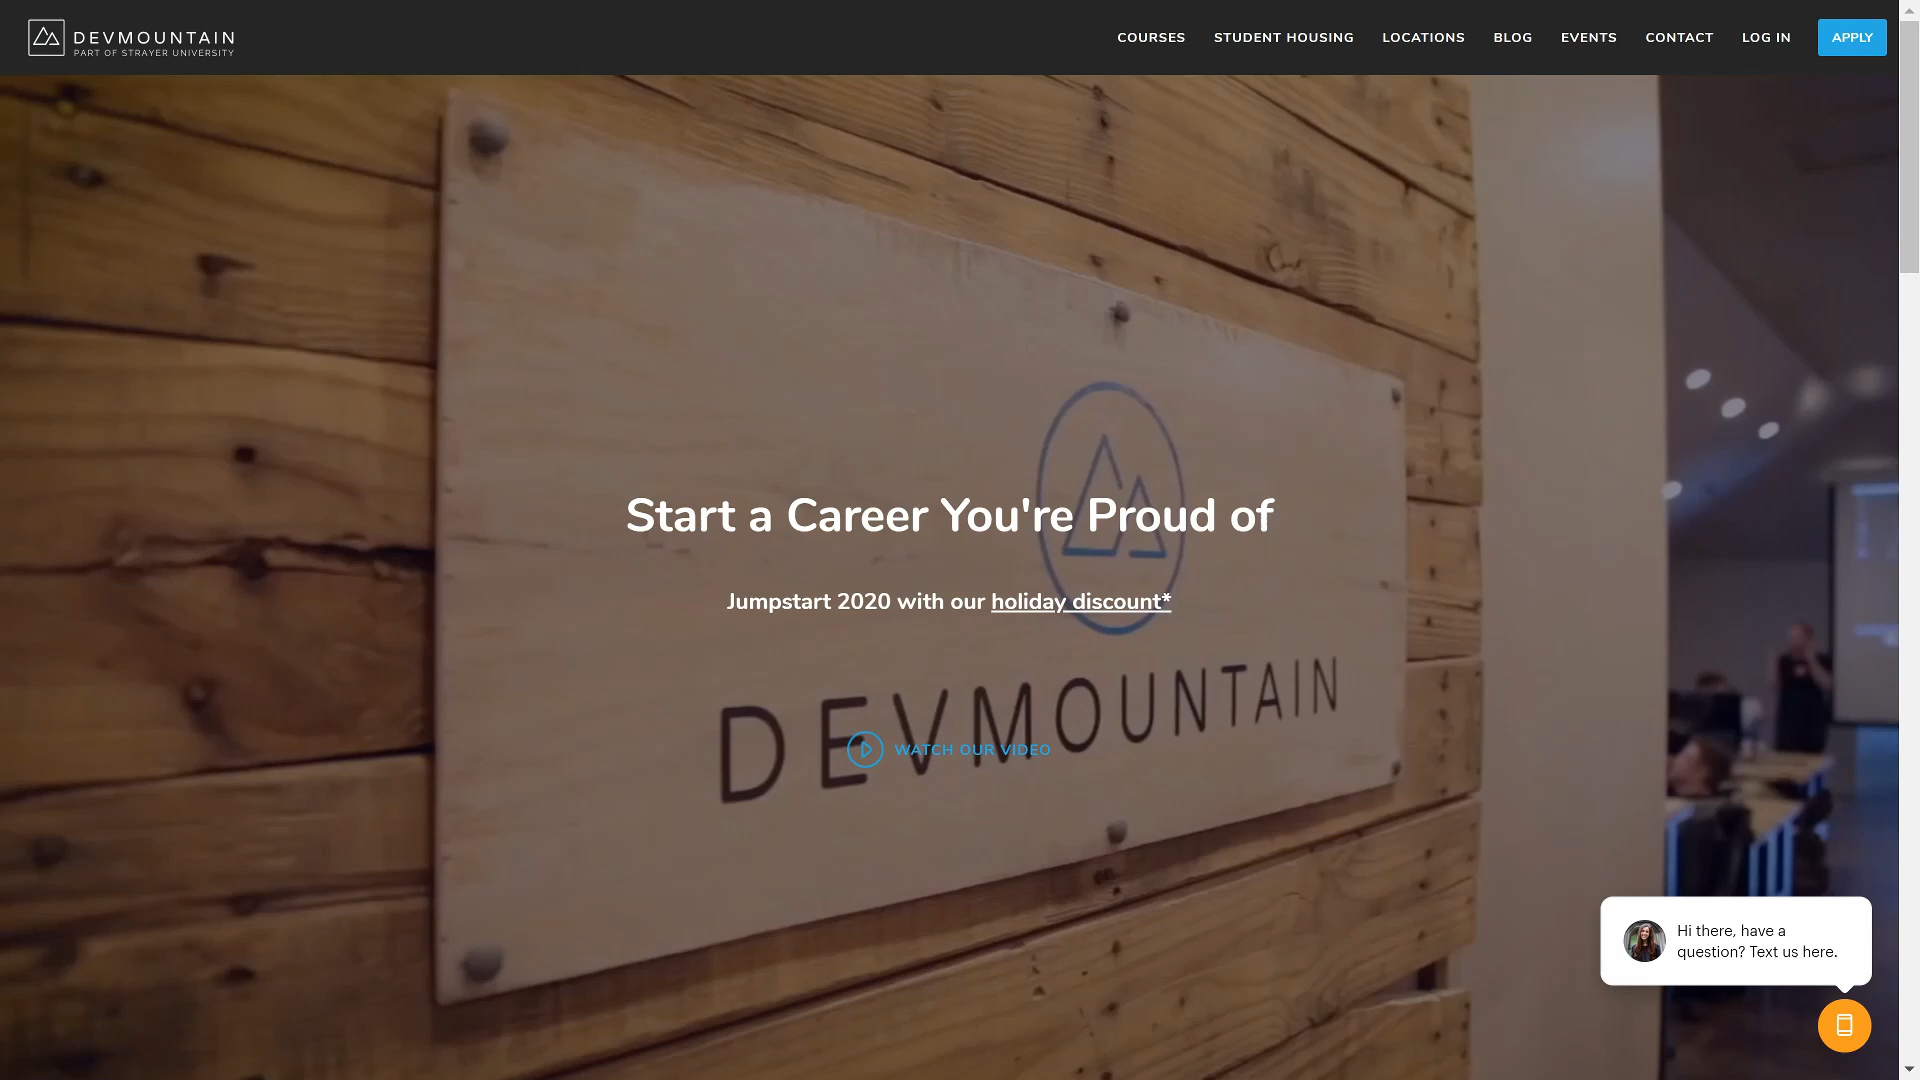 DEVMOUNTAIN
PART OF STRAYER UNIVERSITY
COURSES
STUDENT HOUSING
LOCATIONS
BLOG
EVENTS
CONTACT
LOG IN
APPLY
Start a Career You're Proud of
Jumpstart 2020 with our holiday discount*
DEVMOUNTAIN
WATCH OUR VIDEO
Hi there, have a
question? Text us here.